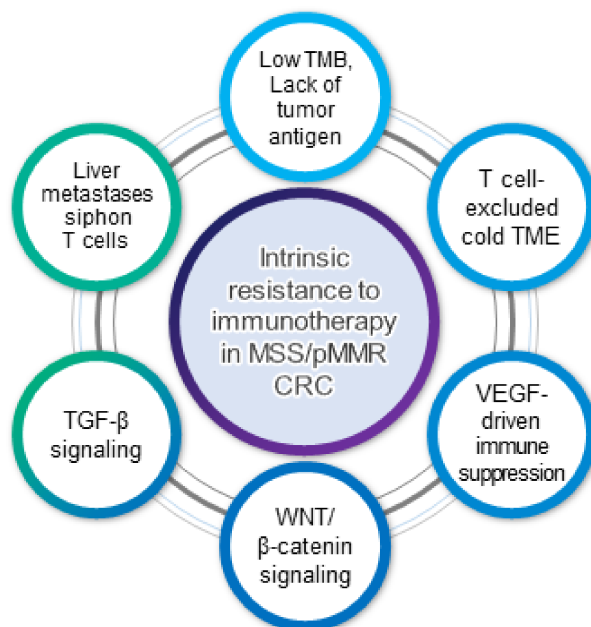 Low TMB,
Lack of
tumor
antigen
T cell-
excluded
cold TME
VEGF-
driven
immune
suppression
WNT/
β-catenin
signaling
TGF-β
signaling
Liver
metastases
siphon
T cells
Intrinsic
resistance to
immunotherapy
in MSS/pMMR
CRC